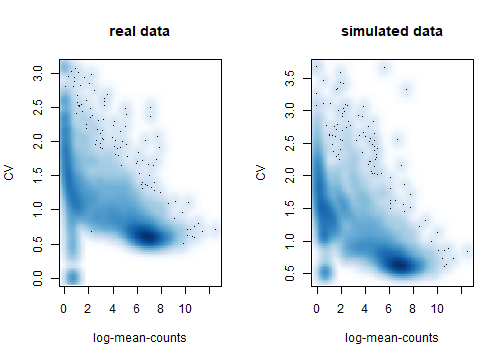 real data
CV
0.0 0.5 1.0 1.5 2.0 2.5 3.0
0 2 4 6 8 10
log-mean-counts
simulated data
CV
0.5 1.0 1.5 2.0 2.5 3.0 3.5
0 2 4 6 8 10
log-mean-counts